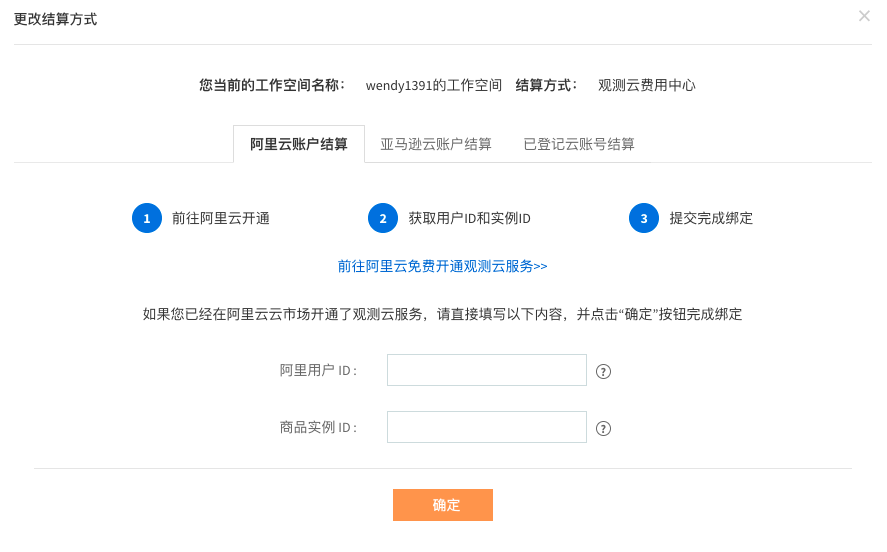 更改结算方式
您当前的工作空间名称： wendy1391的工作空间 结算方式： 观测云费用中心
阿里云账户结算 亚马逊云账户结算 已登记云账号结算
1 前往阿里云开通 2 获取用户ID和实例ID 3 提交完成绑定
前往阿里云免费开通观测云服务>>
如果您已经在阿里云云市场开通了观测云服务，请直接填写以下内容，并点击“确定”按钮完成绑定
阿里用户 ID： ?
商品实例 ID： ?
确定